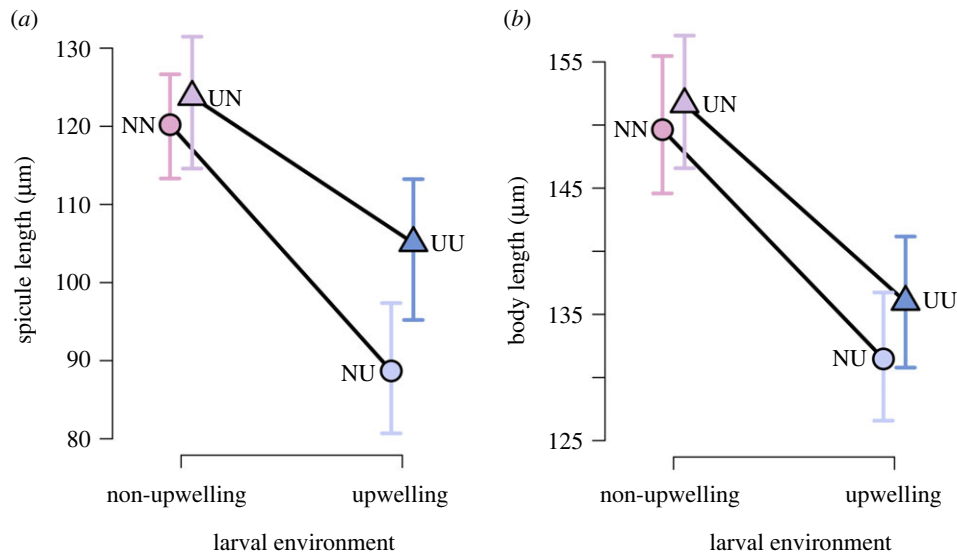 (a)
130
120
110
100
90
80
spicule length (µm)
NN
UN
UU
NU
non-upwelling
upwelling
larval environment
(b)
155
145
135
125
body length (µm)
NN
UN
UU
NU
non-upwelling
upwelling
larval environment